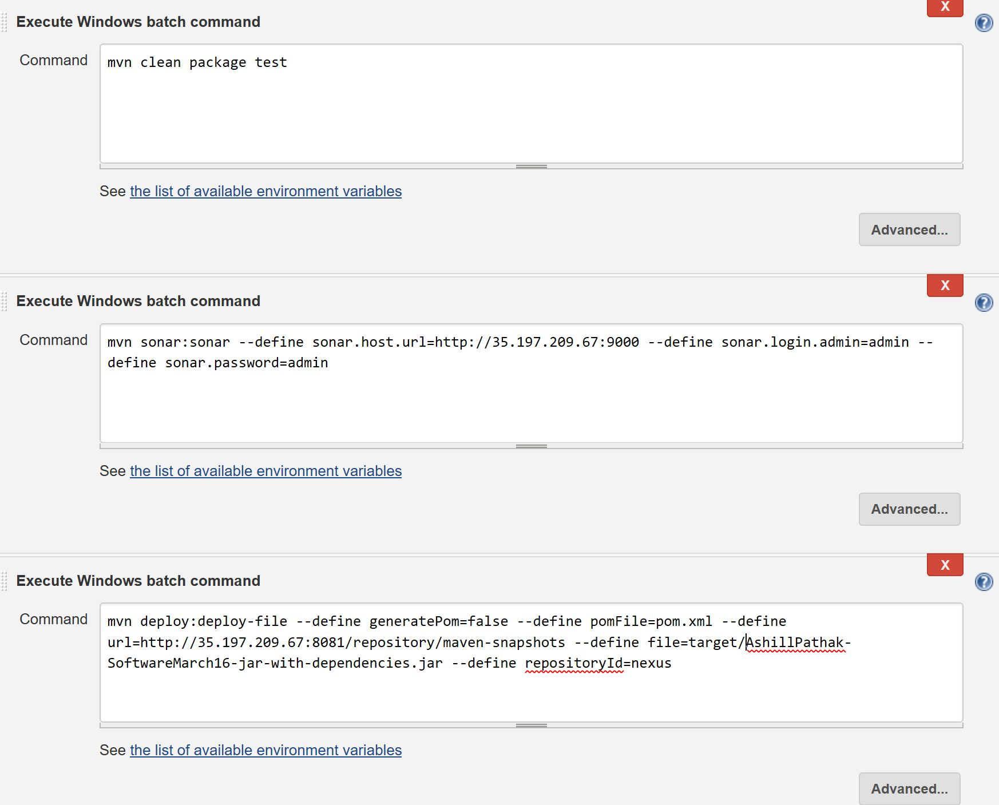 X
Execute Windows batch command
?
Command
mvn clean package test
See the list of available environment variables
Advanced...
X
Execute Windows batch command
?
Command
mvn sonar:sonar --define sonar.host.url=http://35.197.209.67:9000 --define sonar.login.admin=admin --
define sonar.password=admin
See the list of available environment variables
Advanced...
X
Execute Windows batch command
?
Command
mvn deploy:deploy-file --define generatePom=false --define pomFile=pom.xml --define
url=http://35.197.209.67:8081/repository/maven-snapshots --define file=target/AshillPathak-
SoftwareMarch16-jar-with-dependencies.jar --define repositoryId=nexus
See the list of available environment variables
Advanced...